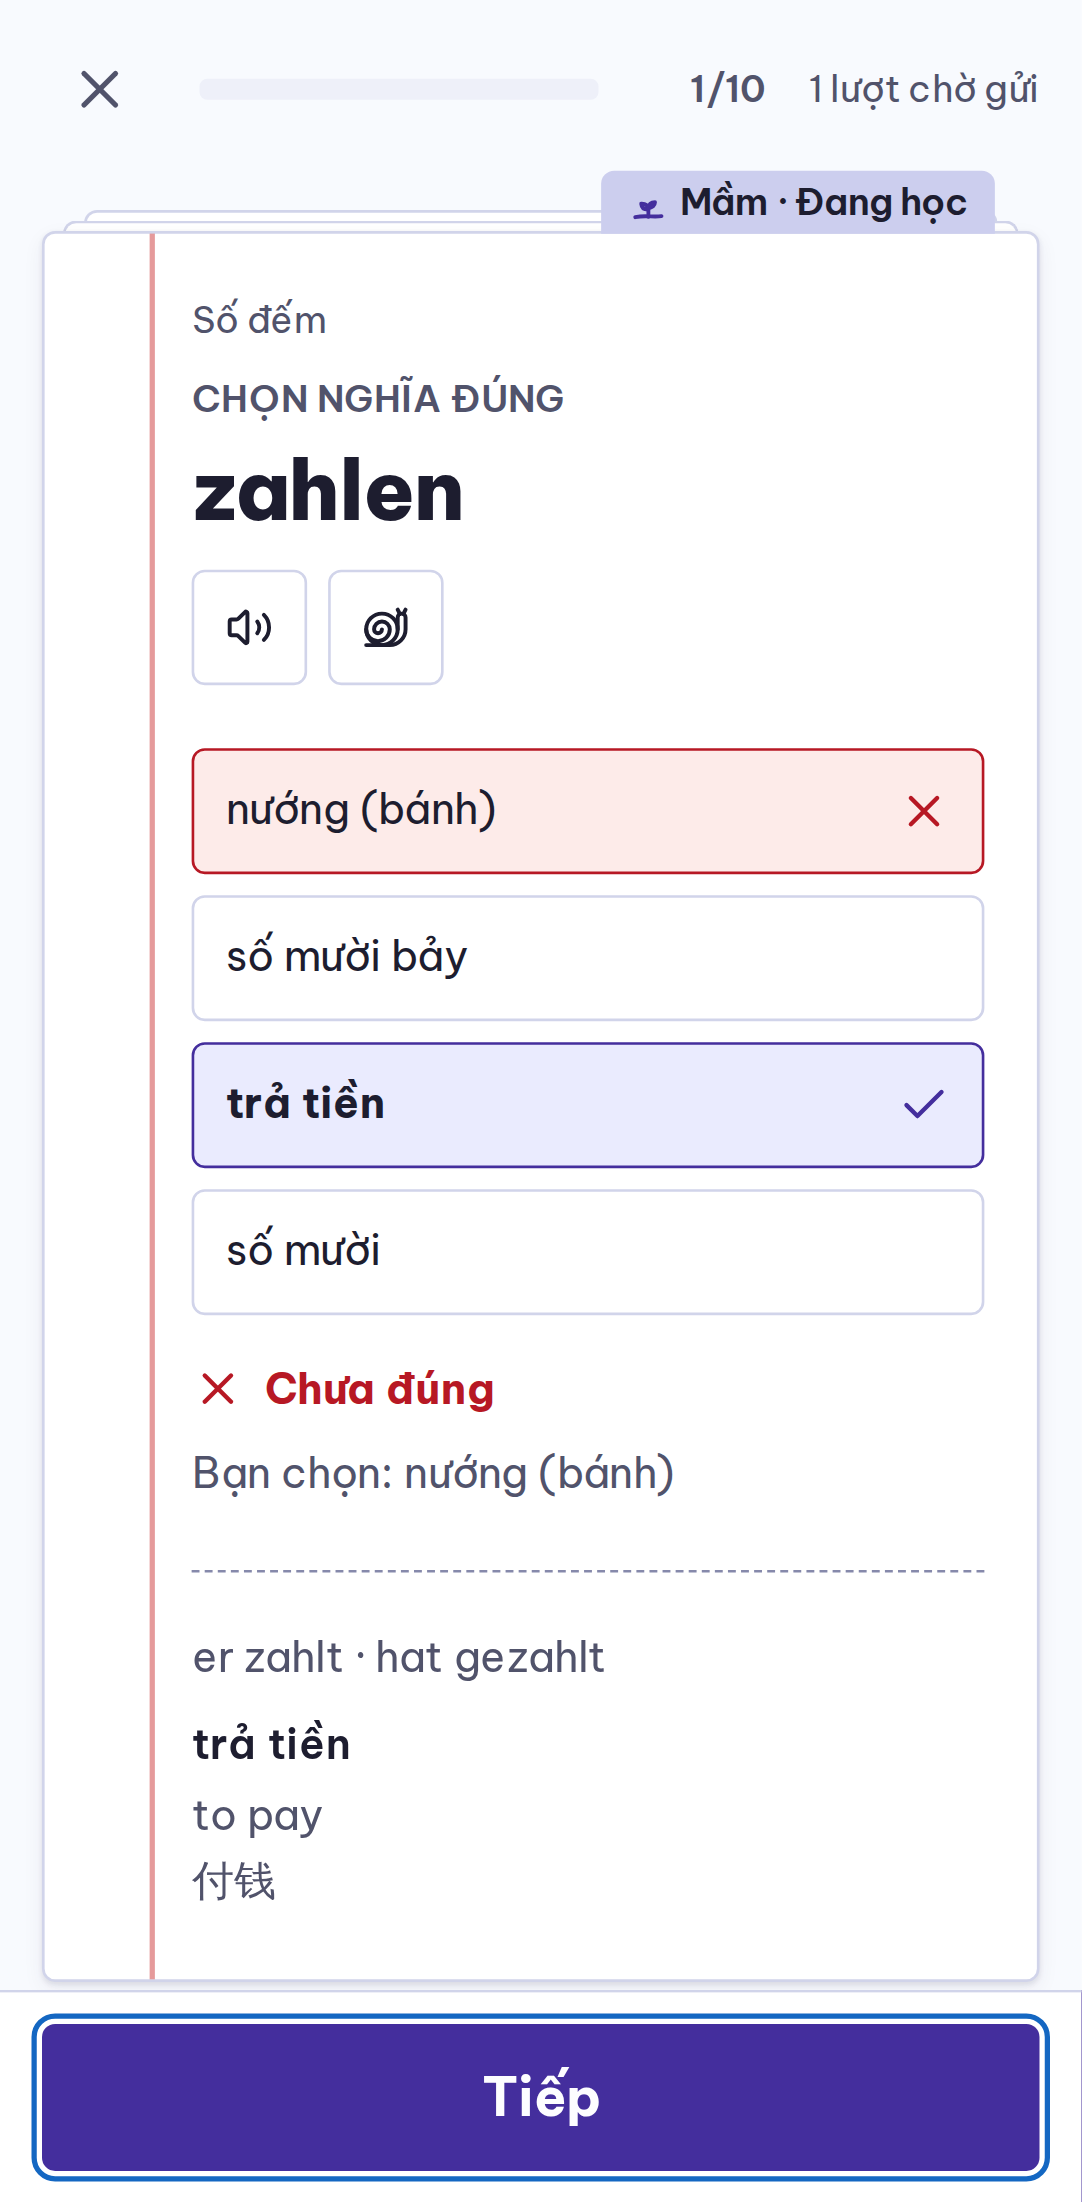 1/10 1 lượt chờ gửi
Mầm · Đang học
Số đếm
CHỌN NGHĨA ĐÚNG
zahlen
nướng (bánh)
số mười bảy
trả tiền
số mười
Chưa đúng
Bạn chọn: nướng (bánh)
er zahlt · hat gezahlt
trả tiền
to pay
付钱
Tiếp